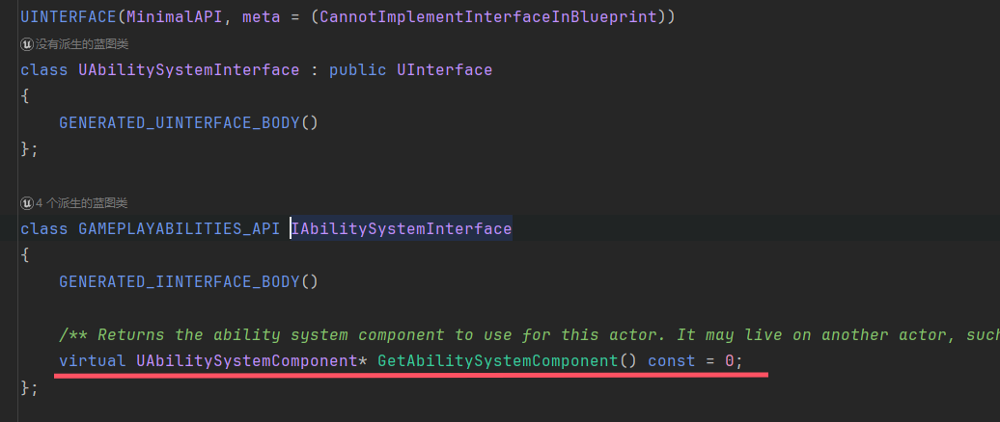 UINTERFACE(MinimalAPI, meta = (CannotImplementInterfaceInBlueprint))
没有派生的蓝图类
class UAbilitySystemInterface : public UInterface
{
GENERATED_UINTERFACE_BODY()
};
4 个派生的蓝图类
class GAMEPLAYABILITIES_API IAbilitySystemInterface
{
GENERATED_IINTERFACE_BODY()
/** Returns the ability system component to use for this actor. It may live on another actor, such
virtual UAbilitySystemComponent* GetAbilitySystemComponent() const = 0;
};